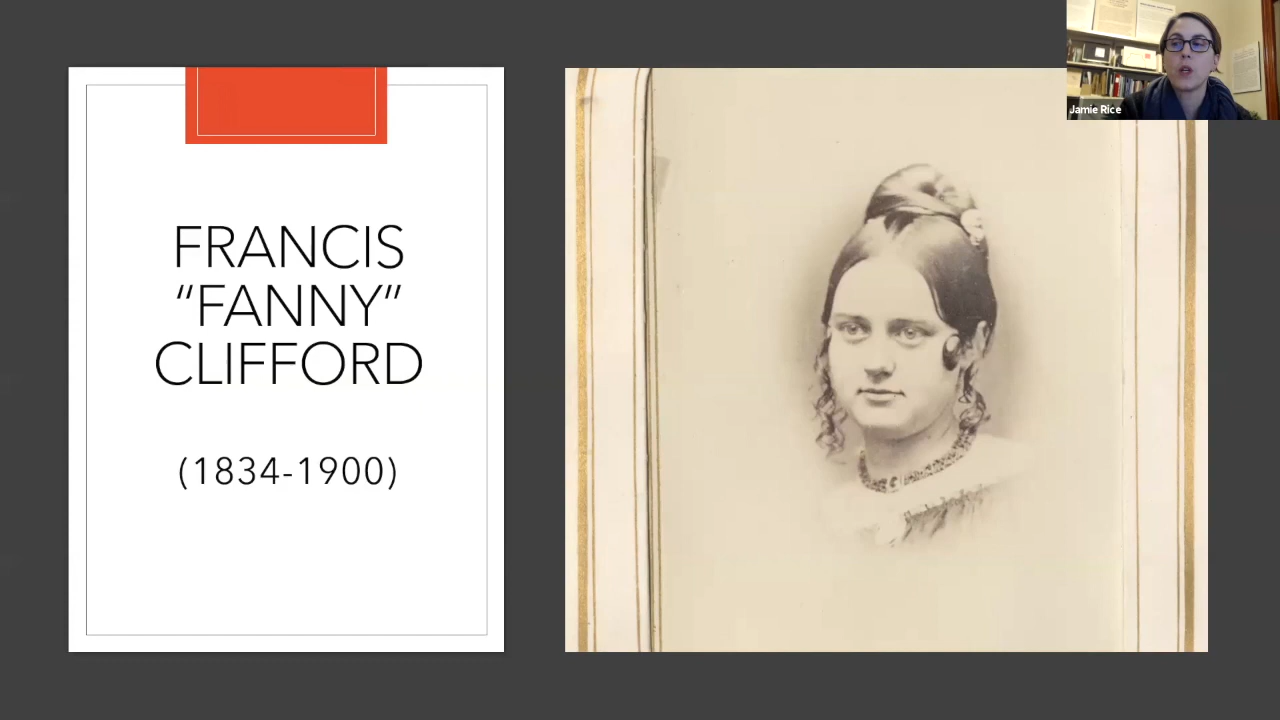 FRANCIS
“FANNY”
CLIFFORD
(1834-1900)
Jamie Rice